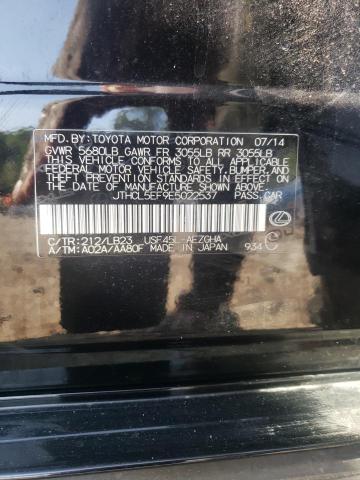 MFD. BY: TOYOTA MOTOR CORPORATION 07/14
GVWR 5680LB GAWR FR 3055LB RR 3055LB
THIS VEHICLE CONFORMS TO ALL APPLICABLE
FEDERAL MOTOR VEHICLE SAFETY, BUMPER, AND
THEFT PREVENTION STANDARDS IN EFFECT ON
THE DATE OF MANUFACTURE SHOWN ABOVE.
JTHCL5EF9E5022537 PASS. CAR
C/TR: 212/LB23 USF45L-AEZGHA
A/TM: A02A/AA80F MADE IN JAPAN 934